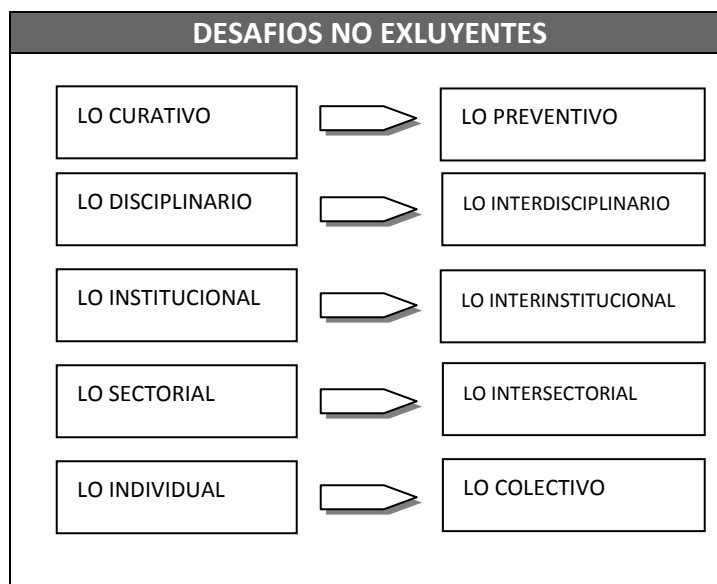 DESAFIOS NO EXLUYENTES
LO CURATIVO
LO PREVENTIVO
LO DISCIPLINARIO
LO INTERDISCIPLINARIO
LO INSTITUCIONAL
LO INTERINSTITUCIONAL
LO SECTORIAL
LO INTERSECTORIAL
LO INDIVIDUAL
LO COLECTIVO